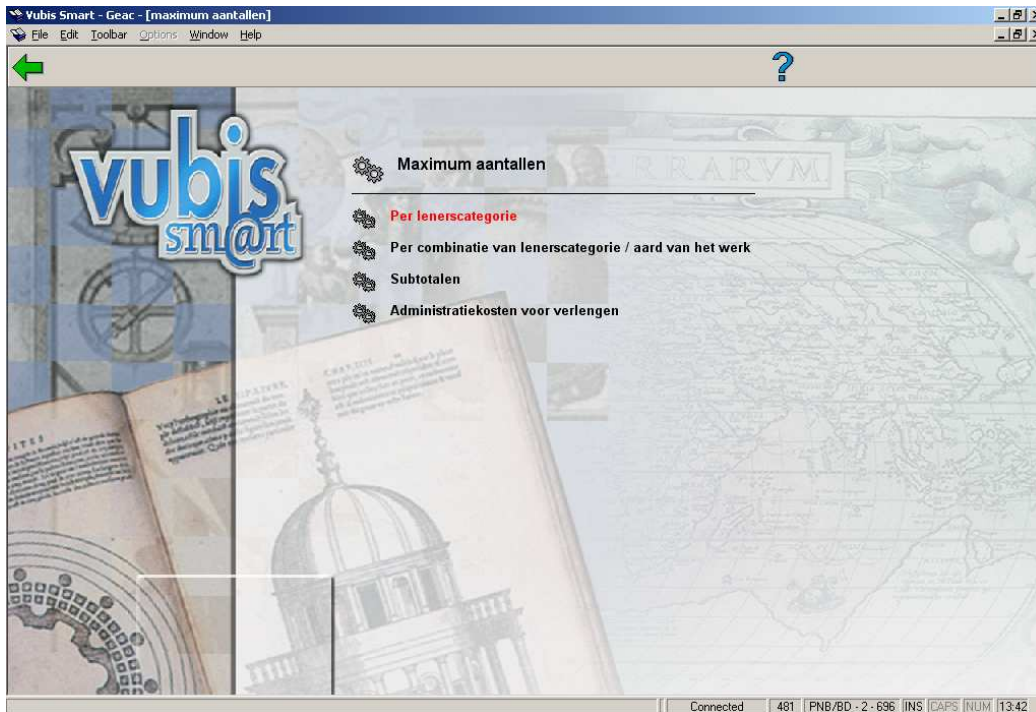 Vubis Smart - Geac - [maximum aantallen]
File Edit Toolbar Options Window Help
?
vubis
sm@rt
RARVM
Maximum aantallen
Per lenerscategorie
Per combinatie van lenerscategorie / aard van het werk
Subtotalen
Administratiekosten voor verlengen
Connected 481 PNB/BD - 2 - 696 INS CAPS NUM 13:42